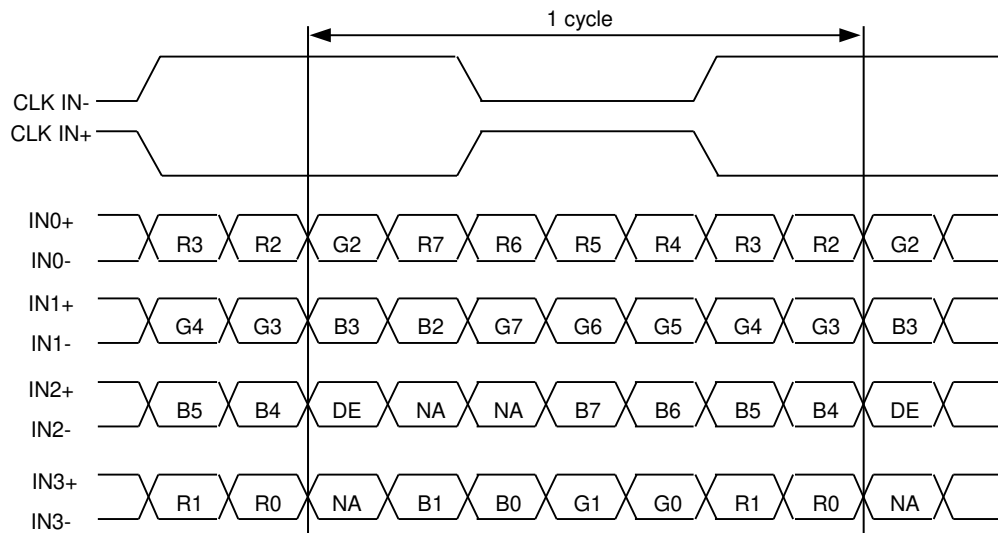 1 cycle
CLK IN-
CLK IN+
IN0+
R3 R2 G2 R7 R6 R5 R4 R3 R2 G2
IN0-
IN1+
G4 G3 B3 B2 G7 G6 G5 G4 G3 B3
IN1-
IN2+
B5 B4 DE NA NA B7 B6 B5 B4 DE
IN2-
IN3+
R1 R0 NA B1 B0 G1 G0 R1 R0 NA
IN3-